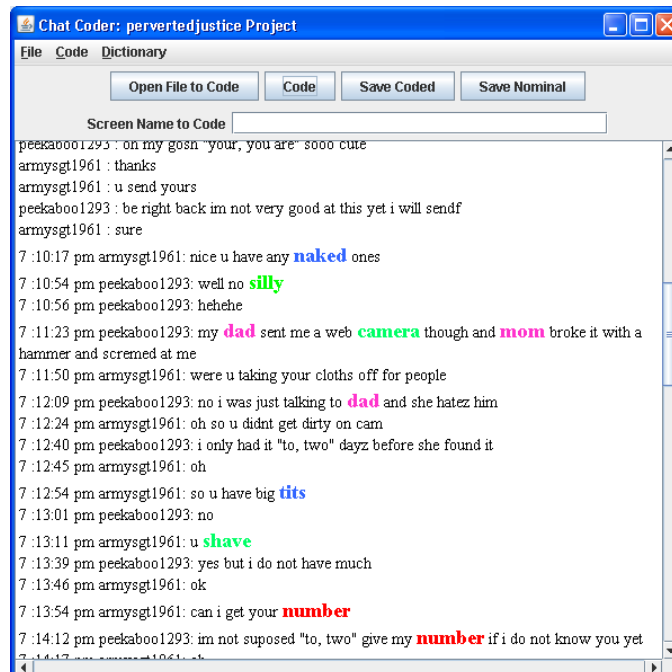 Chat Coder: pervertedjustice Project
File Code Dictionary
Open File to Code Code Save Coded Save Nominal
Screen Name to Code
peekaboo1293 : oh my gosh "your, you are" sooo cute
armysgt1961 : thanks
armysgt1961 : u send yours
peekaboo1293 : be right back im not very good at this yet i will sendf
armysgt1961 : sure
7 :10:17 pm armysgt1961: nice u have any naked ones
7 :10:54 pm peekaboo1293: well no silly
7 :10:56 pm peekaboo1293: hehehe
7 :11:23 pm peekaboo1293: my dad sent me a web camera though and mom broke it with a
hammer and scremed at me
7 :11:50 pm armysgt1961: were u taking your cloths off for people
7 :12:09 pm peekaboo1293: no i was just talking to dad and she hatez him
7 :12:24 pm armysgt1961: oh so u didnt get dirty on cam
7 :12:40 pm peekaboo1293: i only had it "to, two" dayz before she found it
7 :12:45 pm armysgt1961: oh
7 :12:54 pm armysgt1961: so u have big tits
7 :13:01 pm peekaboo1293: no
7 :13:11 pm armysgt1961: u shave
7 :13:39 pm peekaboo1293: yes but i do not have much
7 :13:46 pm armysgt1961: ok
7 :13:54 pm armysgt1961: can i get your number
7 :14:12 pm peekaboo1293: im not suposed "to, two" give my number if i do not know you yet